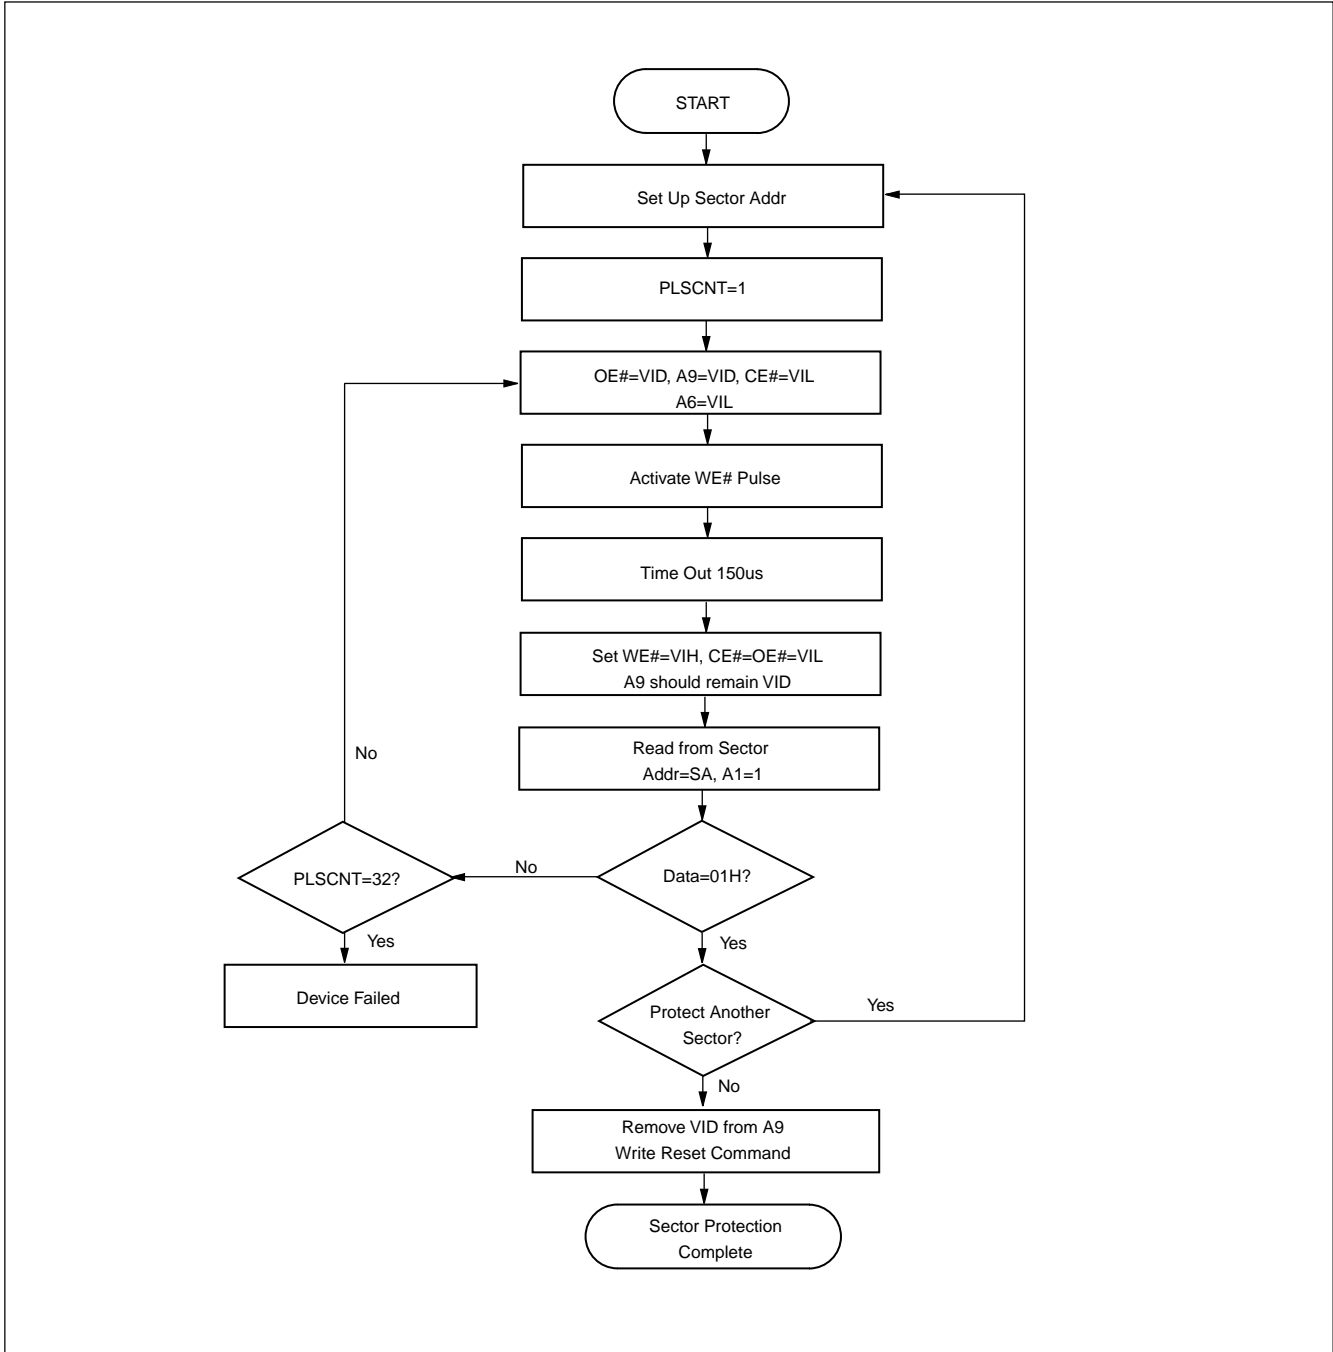 START
Set Up Sector Addr
PLSCNT=1
OE#=VID, A9=VID, CE#=VIL
A6=VIL
Activate WE# Pulse
Time Out 150us
Set WE#=VIH, CE#=OE#=VIL
A9 should remain VID
Read from Sector
Addr=SA, A1=1
No
PLSCNT=32?
No
Data=01H?
Yes
Device Failed
Yes
Protect Another
Sector?
Yes
No
Remove VID from A9
Write Reset Command
Sector Protection
Complete